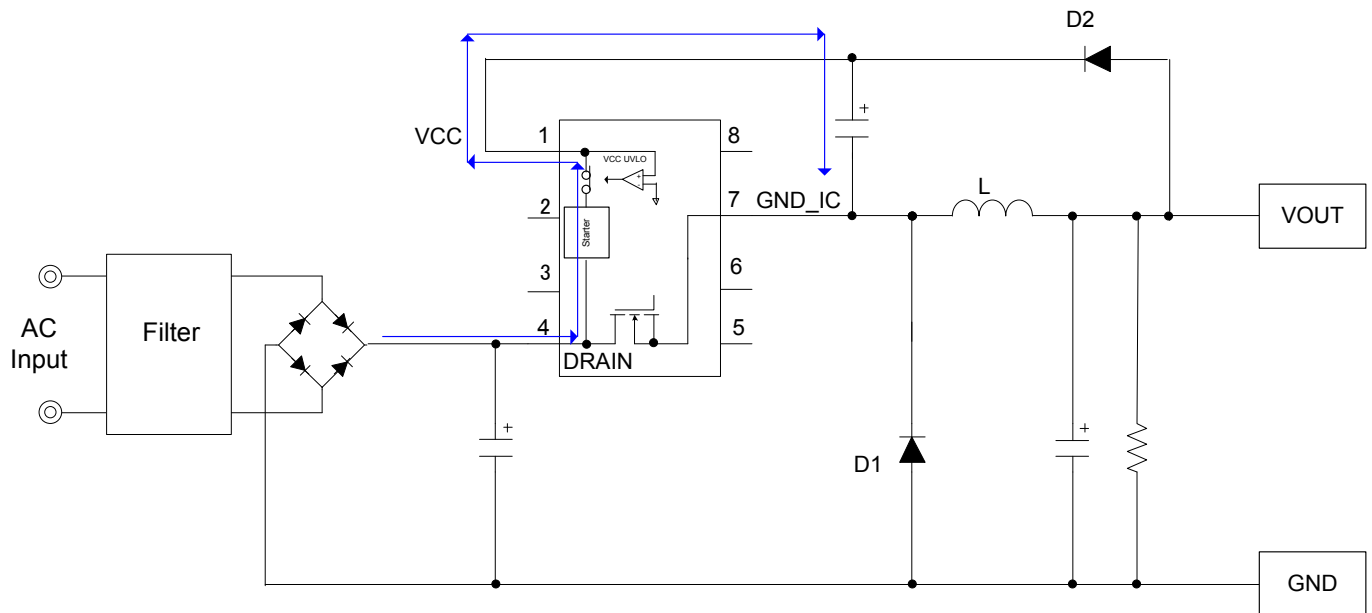 D2
VCC
1
8
VCC UVLO
+
-
+
2
7
GND_IC
L
VOUT
Starter
3
6
Filter
AC
Input
4
5
DRAIN
+
D1
+
GND